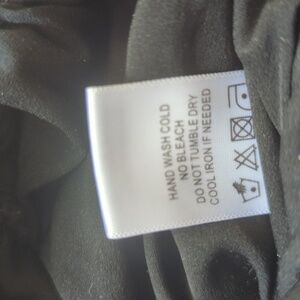 HAND WASH COLD
NO BLEACH
DO NOT TUMBLE DRY
COOL IRON IF NEEDED